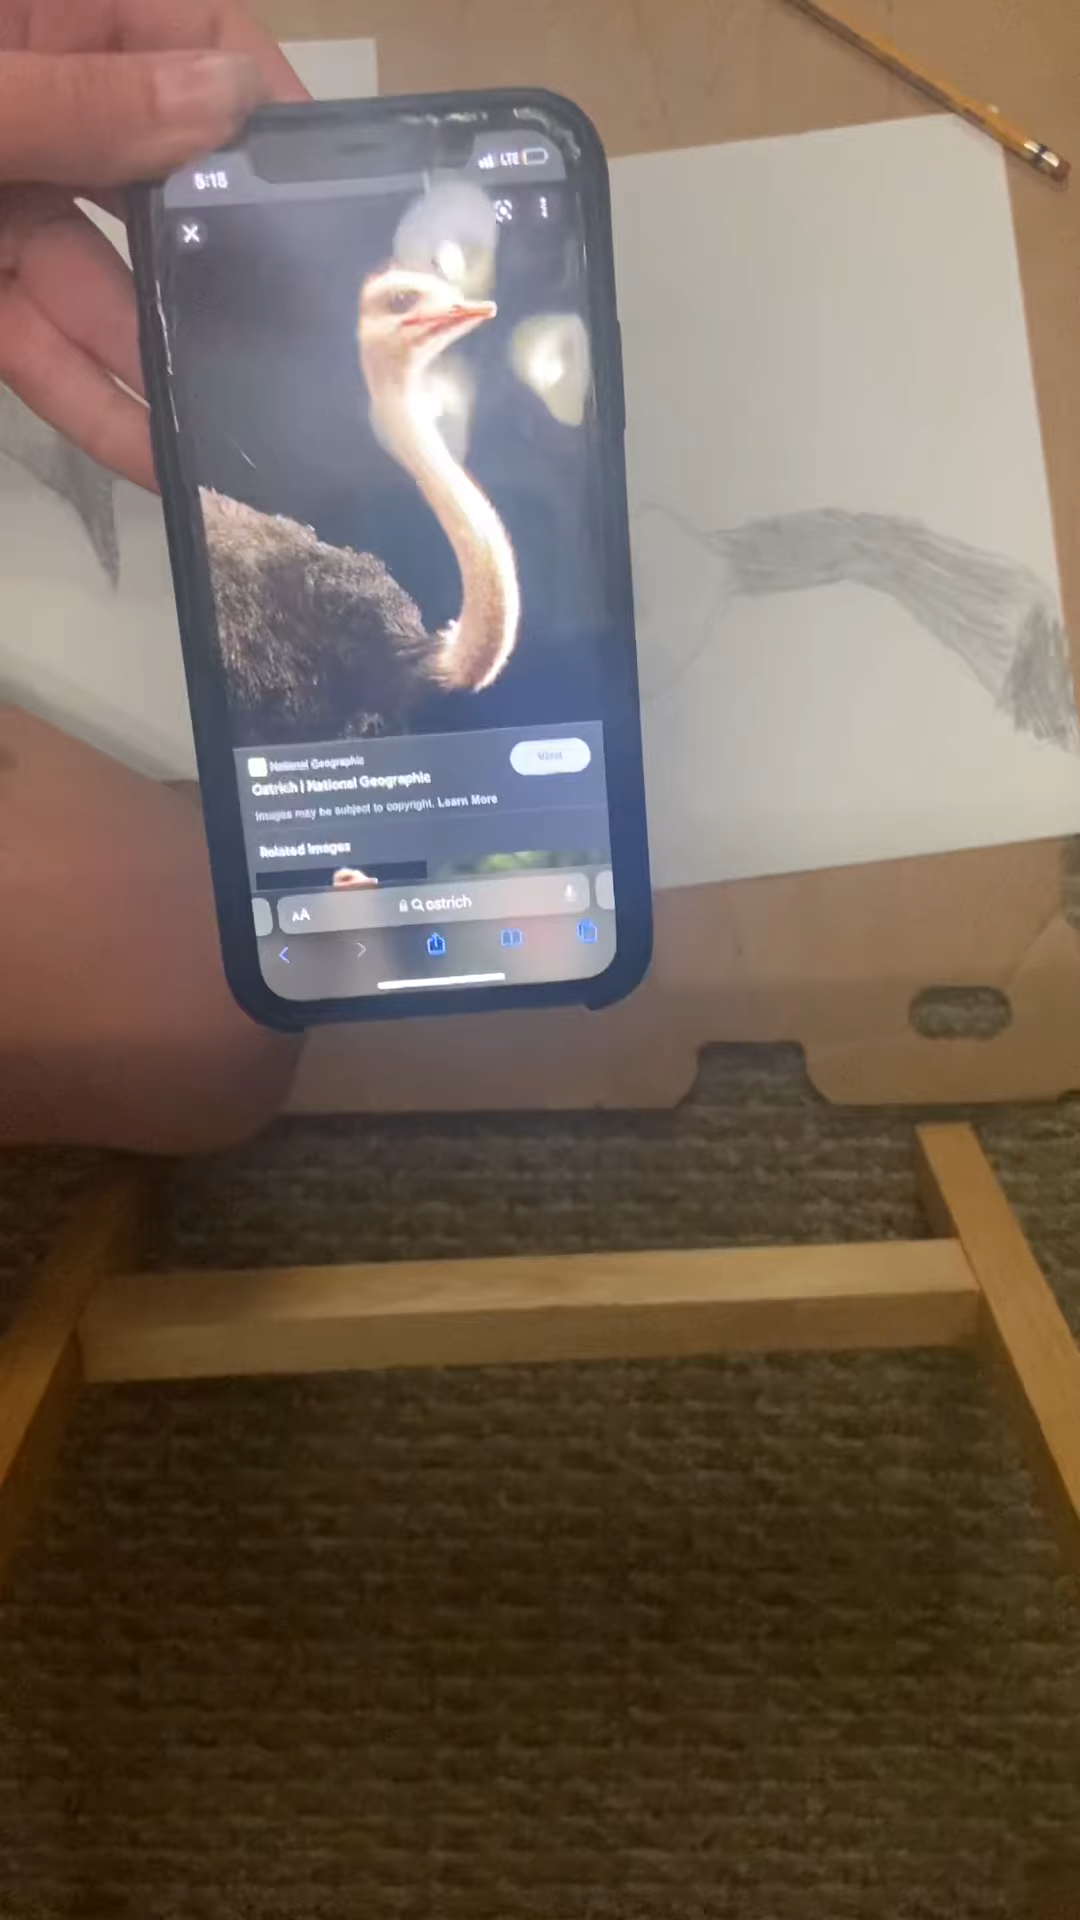 5:15 LTE
National Geographic
View
Ostrich | National Geographic
Images may be subject to copyright. Learn More
Related Images
AA ostrich